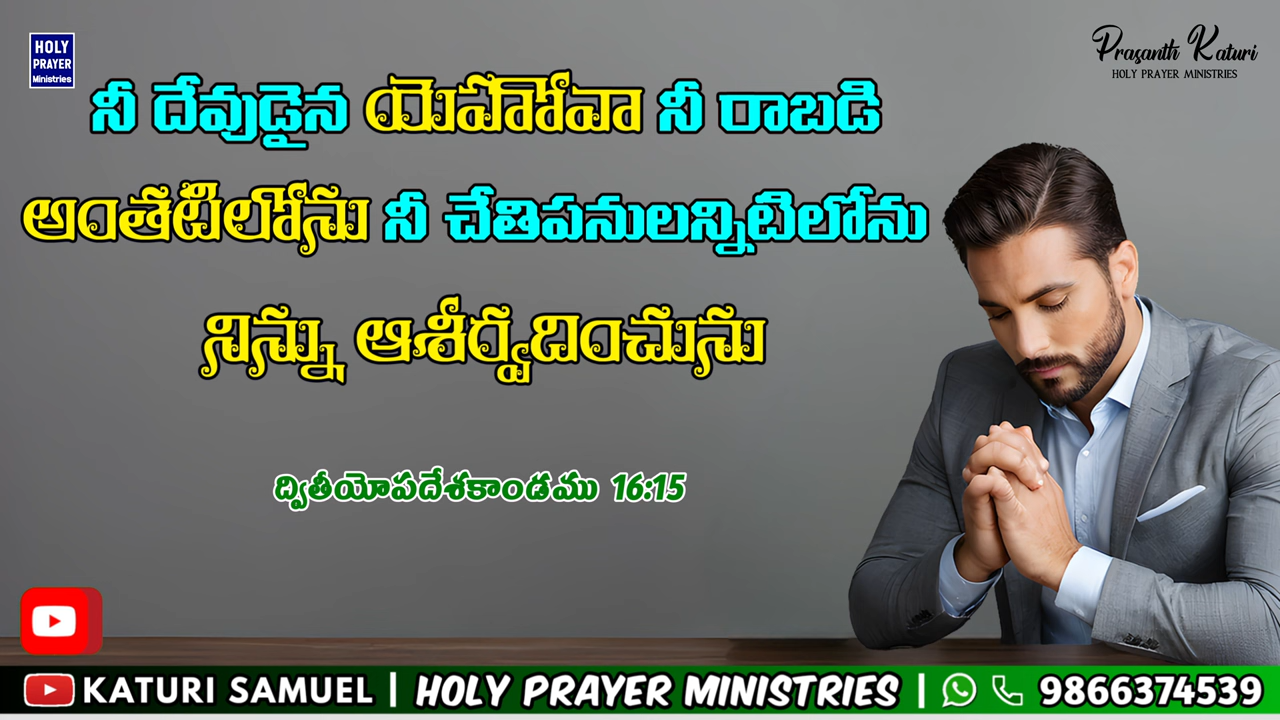 HOLY
PRAYER
Ministries
Prasanth Katuri
HOLY PRAYER MINISTRIES
నీ దేవుడైన యెహోవా నీ రాబడి
అంతటిలోను నీ చేతిపనులన్నిటిలోను
నిన్ను ఆశీర్వదించును
ద్వితీయోపదేశకాండము 16:15
KATURI SAMUEL | HOLY PRAYER MINISTRIES | 9866374539